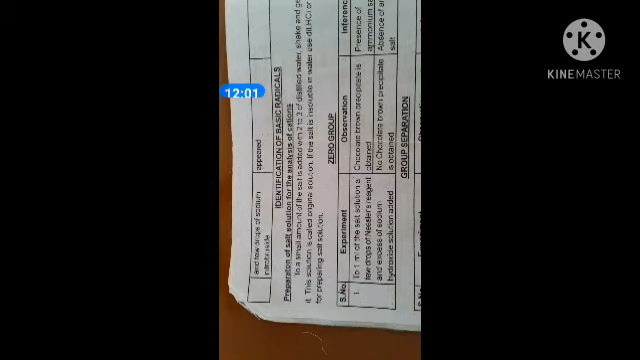 12:01
KINEMASTER
and few drops of sodium
appeared
nitroprusside
IDENTIFICATION OF BASIC RADICALS
Preparation of salt solution for the analysis of cations
To a small amount of the salt is added with 2 to 3 of distilled water, shake and
it. This solution is called original solution. If the salt is insoluble in water use dil.HCl or
for preparing salt solution.
ZERO GROUP
S.No Experiment Observation Inferenc
1. To 1 ml of the salt solution a Chocolate brown precipitate is Presence of
few drops of Nessler's reagent obtained ammonium sa
and excess of sodium No Chocolate brown precipitate Absence of
hydroxide solution added is obtained salt
GROUP SEPARATION